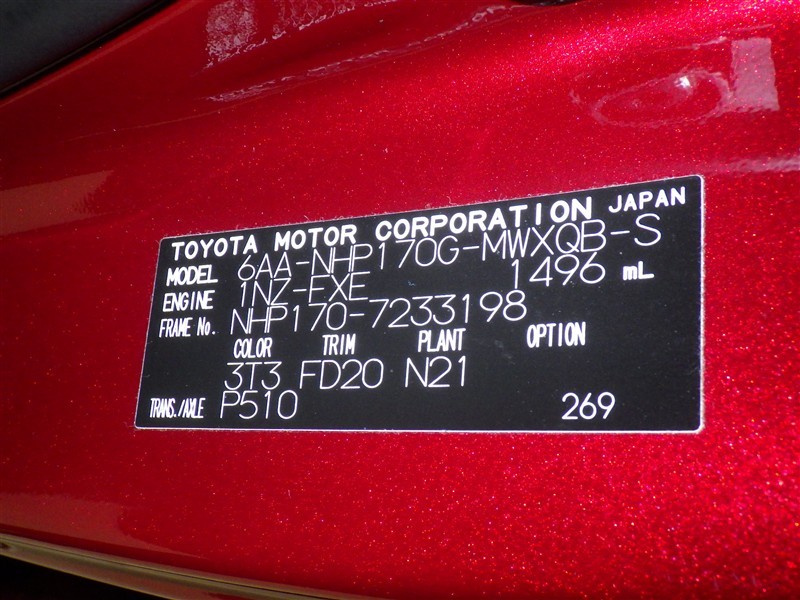 TOYOTA MOTOR CORPORATION JAPAN
MODEL 6AA-NHP170G-MWXQB-S
ENGINE 1NZ-FXE 1496 mL
FRAME No. NHP170-7233198
COLOR TRIM PLANT OPTION
3T3 FD20 N21
TRANS./AXLE P510 269